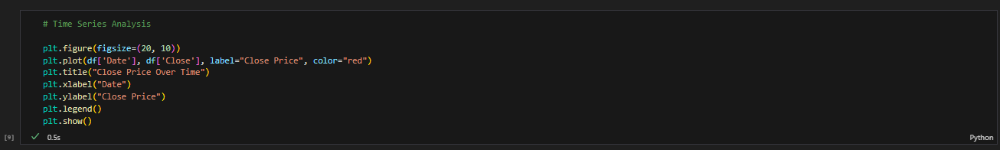 # Time Series Analysis
plt.figure(figsize=(20, 10))
plt.plot(df['Date'], df['Close'], label="Close Price", color="red")
plt.title("Close Price Over Time")
plt.xlabel("Date")
plt.ylabel("Close Price")
plt.legend()
plt.show()
[9] 0.5s Python